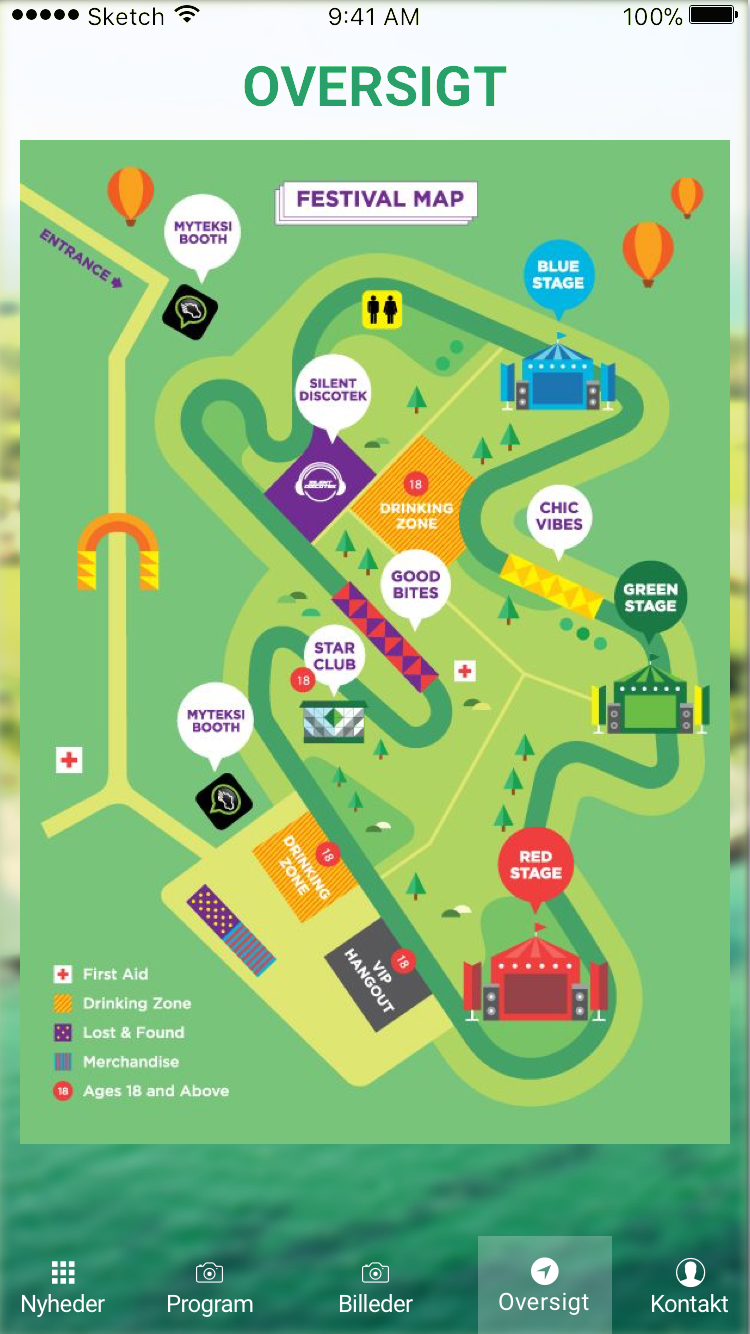 Sketch 9:41 AM 100%
OVERSIGT
FESTIVAL MAP
ENTRANCE
MYTEKSI
BOOTH
BLUE
STAGE
SILENT
DISCOTEK
SILENT
DISCOTEK
18
DRINKING
ZONE
CHIC
VIBES
GOOD
BITES
GREEN
STAGE
STAR
CLUB
18
MYTEKSI
BOOTH
18
DRINKING
ZONE
RED
STAGE
18
VIP
HANGOUT
First Aid
Drinking Zone
Lost & Found
Merchandise
18 Ages 18 and Above
Nyheder Program Billeder Oversigt Kontakt